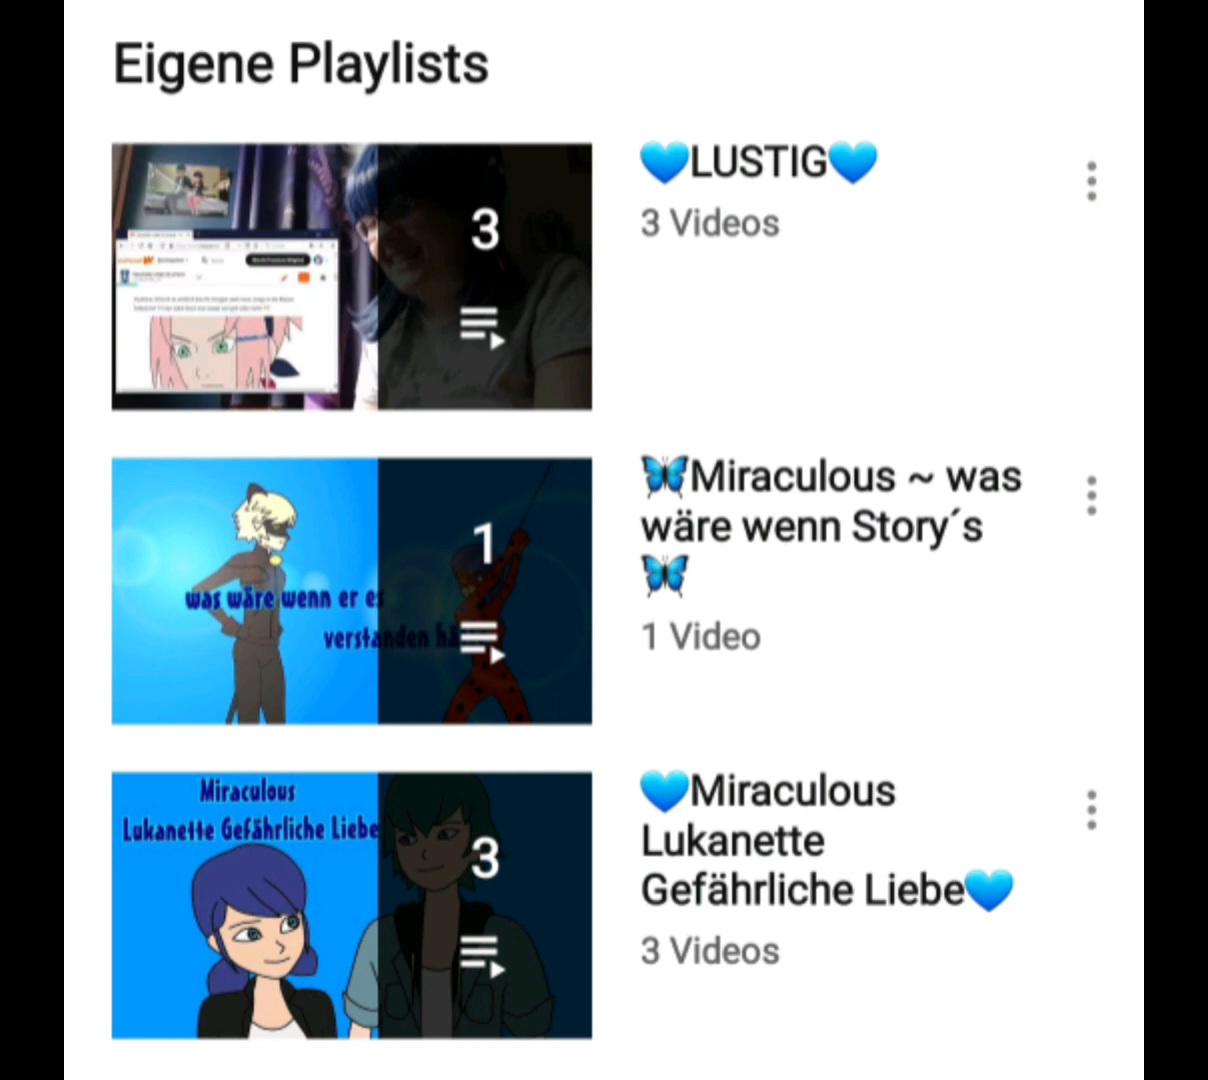 Eigene Playlists
💙LUSTIG💙
3
3 Videos
🦋Miraculous ~ was
wäre wenn Story´s
🦋
1
1 Video
was wäre wenn er es
verstanden
💙Miraculous
Lukanette
Gefährliche Liebe💙
3
3 Videos
Miraculous
Lukanette Gefährliche Liebe